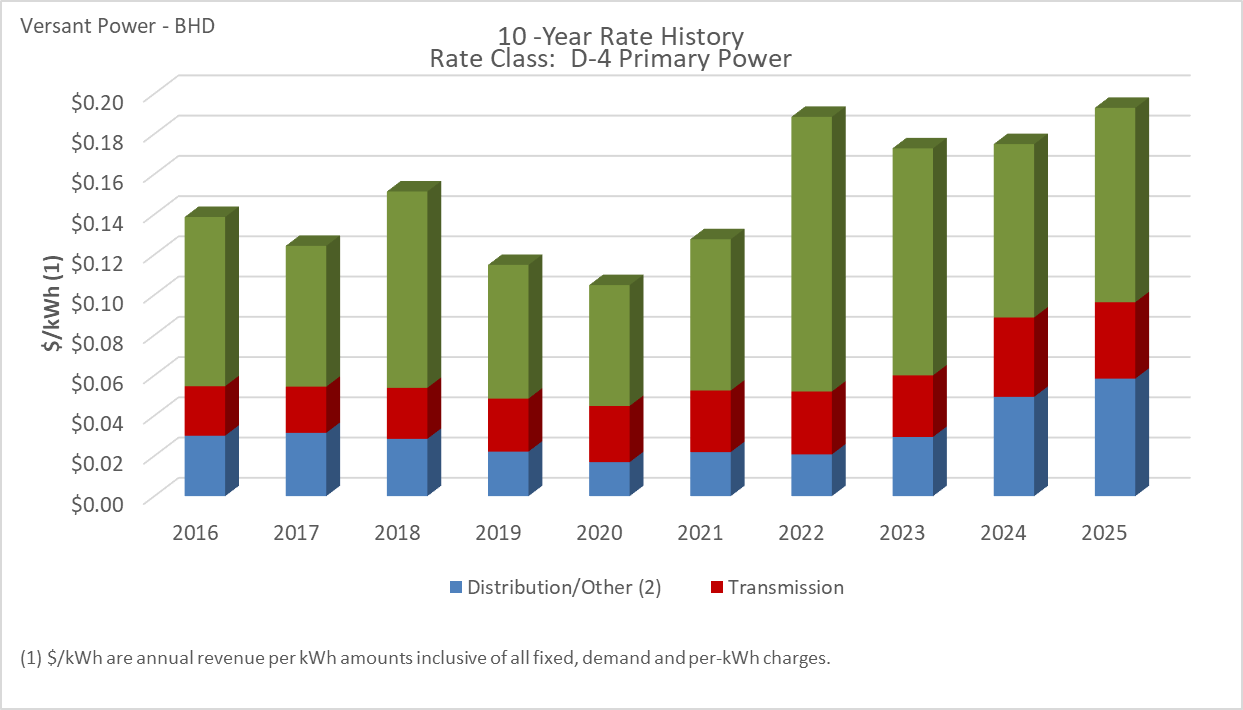 Versant Power - BHD
10 -Year Rate History
Rate Class:  D-4 Primary Power
$/kWh (1)
$0.20
$0.18
$0.16
$0.14
$0.12
$0.10
$0.08
$0.06
$0.04
$0.02
$0.00
2016 2017 2018 2019 2020 2021 2022 2023 2024 2025
Distribution/Other (2) Transmission
(1) $/kWh are annual revenue per kWh amounts inclusive of all fixed, demand and per-kWh charges.